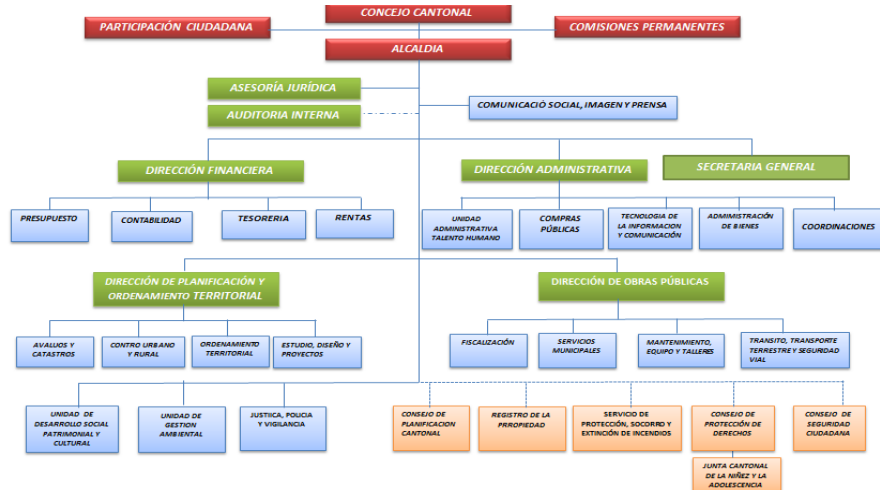 CONCEJO CANTONAL
PARTICIPACIÓN CIUDADANA
COMISIONES PERMANENTES
ALCALDIA
ASESORÍA JURÍDICA
COMUNICACIÓ SOCIAL, IMAGEN Y PRENSA
AUDITORIA INTERNA
DIRECCIÓN FINANCIERA
DIRECCIÓN ADMINISTRATIVA
SECRETARIA GENERAL
PRESUPUESTO
CONTABILIDAD
TESORERIA
RENTAS
UNIDAD
ADMINISTRATIVA
TALENTO HUMANO
COMPRAS
PÚBLICAS
TECNOLOGIA DE
LA INFORMACION
Y COMUNICACIÓN
ADMINISTRACIÓN
DE BIENES
COORDINACIONES
DIRECCIÓN DE PLANIFICACIÓN Y
ORDENAMIENTO TERRITORIAL
DIRECCIÓN DE OBRAS PÚBLICAS
AVALUOS Y
CATASTROS
CONTRO URBANO
Y RURAL
ORDENAMIENTO
TERRITORIAL
ESTUDIO, DISEÑO Y
PROYECTOS
FISCALIZACIÓN
SERVICIOS
MUNICIPALES
MANTENIMIENTO,
EQUIPO Y TALLERES
TRANSITO, TRANSPORTE
TERRESTRE Y SEGURIDAD
VIAL
UNIDAD DE
DESARROLLO SOCIAL
PATRIMONIAL Y
CULTURAL
UNIDAD DE
GESTION
AMBIENTAL
JUSTIICA, POLICIA
Y VIGILANCIA
CONSEJO DE
PLANIFICACION
CANTONAL
REGISTRO DE LA
PRROPIEDAD
SERVICIO DE
PROTECCIÓN, SOCORRO Y
EXTINCIÓN DE INCENDIOS
CONSEJO DE
PROTECCIÓN DE
DERECHOS
CONSEJO DE
SEGURIDAD
CIUDADANA
JUNTA CANTONAL
DE LA NIÑEZ Y LA
ADOLESCENCIA